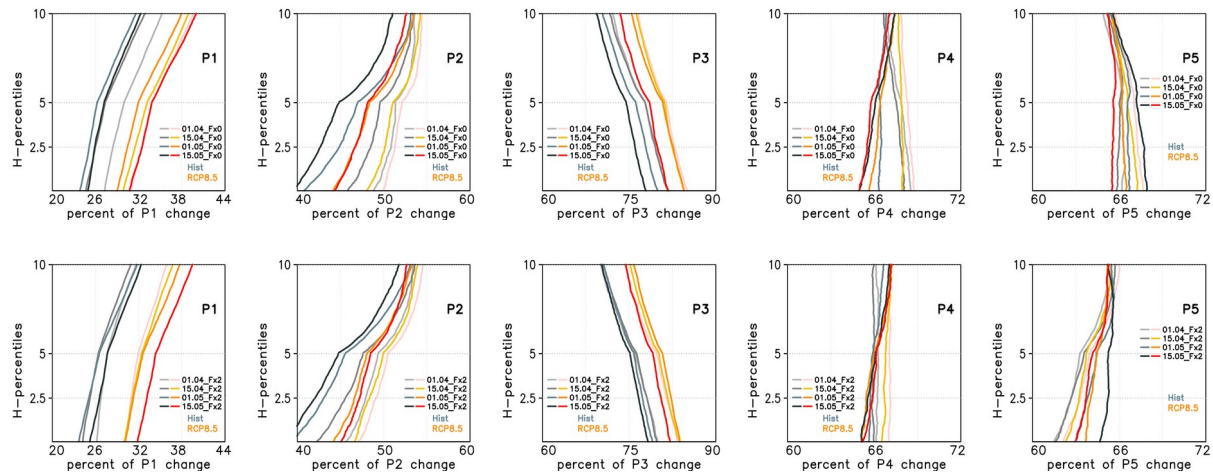 10
5
2.5
H-percentiles
P1
01.04_Fx0
15.04_Fx0
01.05_Fx0
15.05_Fx0
Hist
RCP8.5
20 26 32 38 44
percent of P1 change
10
5
2.5
H-percentiles
P2
01.04_Fx0
15.04_Fx0
01.05_Fx0
15.05_Fx0
Hist
RCP8.5
40 50 60
percent of P2 change
10
5
2.5
H-percentiles
P3
01.04_Fx0
15.04_Fx0
01.05_Fx0
15.05_Fx0
Hist
RCP8.5
60 75 90
percent of P3 change
10
5
2.5
H-percentiles
P4
01.04_Fx0
15.04_Fx0
01.05_Fx0
15.05_Fx0
Hist
RCP8.5
60 66 72
percent of P4 change
10
5
2.5
H-percentiles
P5
01.04_Fx0
15.04_Fx0
01.05_Fx0
15.05_Fx0
Hist
RCP8.5
60 66 72
percent of P5 change
10
5
2.5
H-percentiles
P1
01.04_Fx2
15.04_Fx2
01.05_Fx2
15.05_Fx2
Hist
RCP8.5
20 26 32 38 44
percent of P1 change
10
5
2.5
H-percentiles
P2
01.04_Fx2
15.04_Fx2
01.05_Fx2
15.05_Fx2
Hist
RCP8.5
40 50 60
percent of P2 change
10
5
2.5
H-percentiles
P3
01.04_Fx2
15.04_Fx2
01.05_Fx2
15.05_Fx2
Hist
RCP8.5
60 75 90
percent of P3 change
10
5
2.5
H-percentiles
P4
01.04_Fx2
15.04_Fx2
01.05_Fx2
15.05_Fx2
Hist
RCP8.5
60 66 72
percent of P4 change
10
5
2.5
H-percentiles
P5
01.04_Fx2
15.04_Fx2
01.05_Fx2
15.05_Fx2
Hist
RCP8.5
60 66 72
percent of P5 change